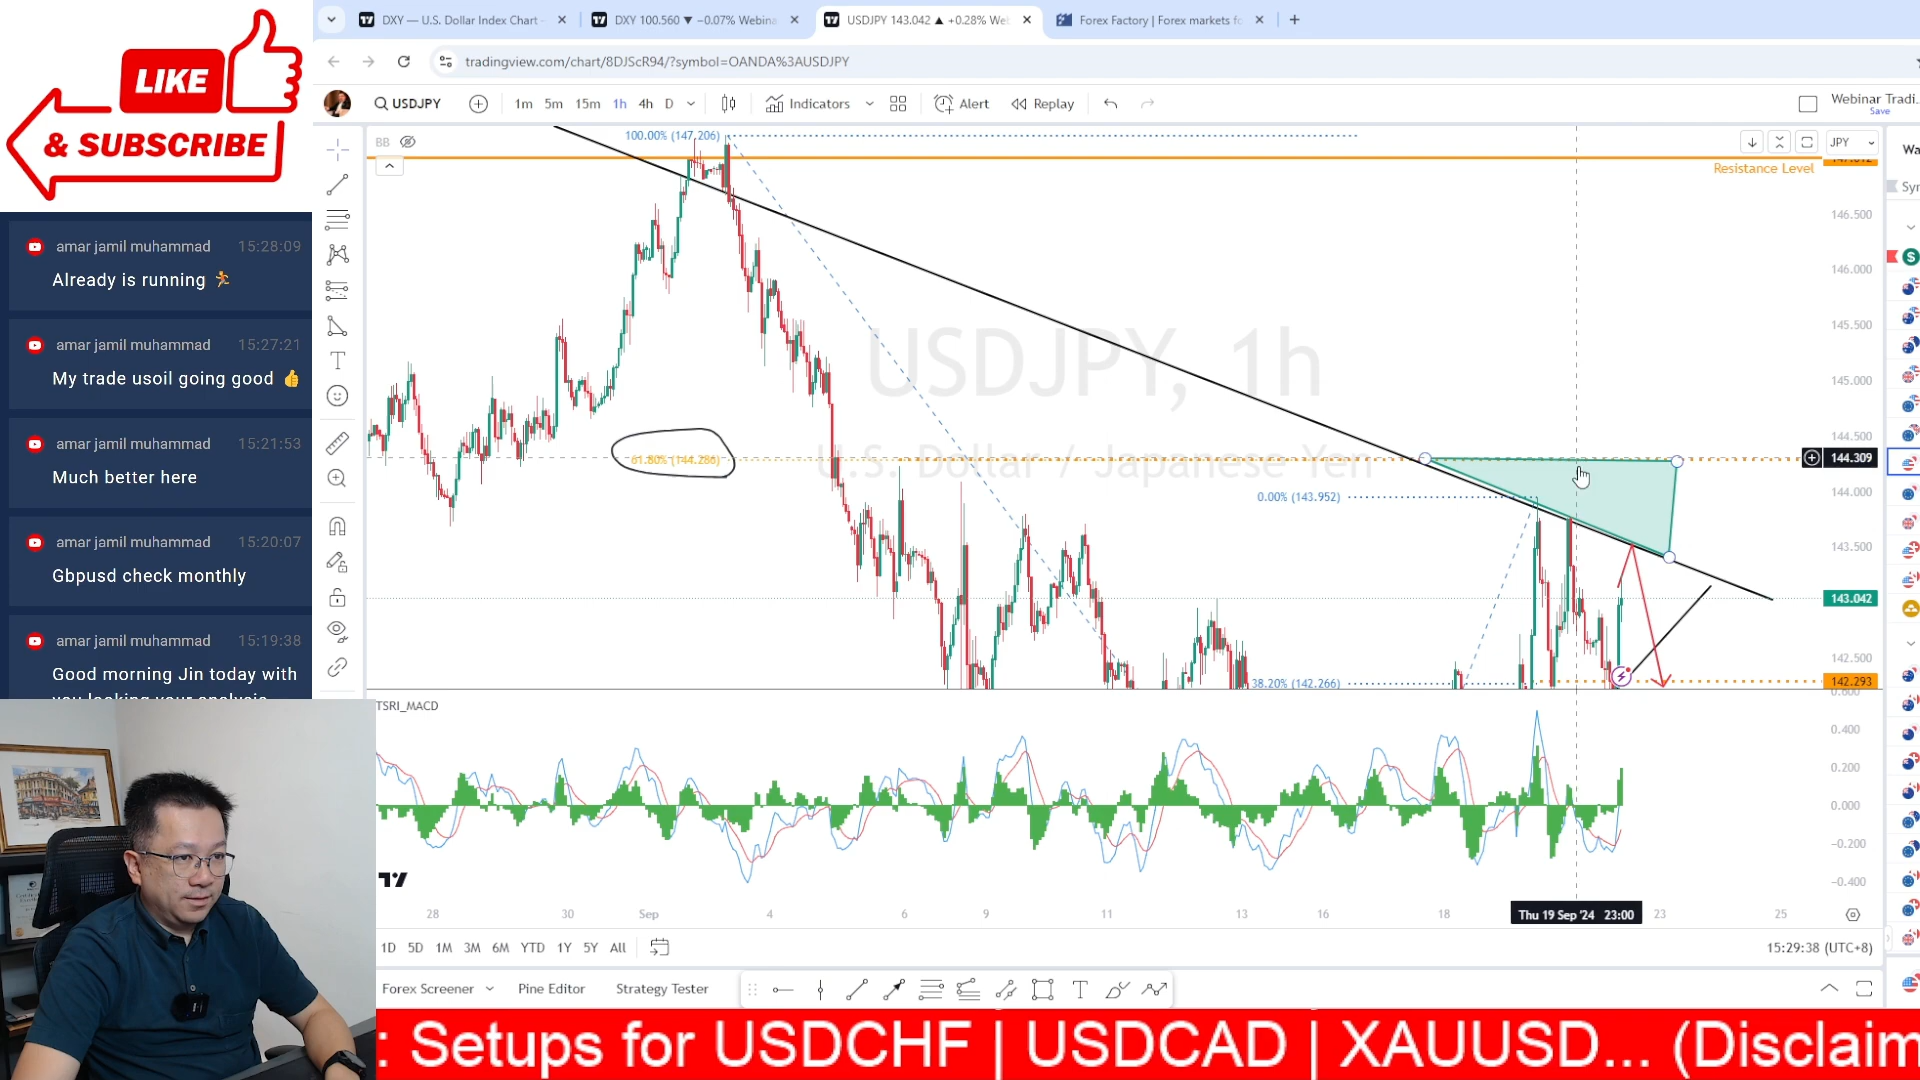 LIKE
& SUBSCRIBE
amar jamil muhammad 15:28:09
Already is running 🏃
amar jamil muhammad 15:27:21
My trade usoil going good 👍
amar jamil muhammad 15:21:53
Much better here
amar jamil muhammad 15:20:07
Gbpusd check monthly
amar jamil muhammad 15:19:38
Good morning Jin today with
DXY — U.S. Dollar Index Chart
DXY 100.560 ▼ −0.07% Webina
USDJPY 143.042 ▲ +0.28% We
Forex Factory | Forex markets fo
tradingview.com/chart/8DJScR94/?symbol=OANDA%3AUSDJPY
USDJPY 1m 5m 15m 1h 4h D Indicators Alert Replay
Webinar Tradi...
Save
BB
JPY
Wa
Syn
100.00% (147.206)
Resistance Level
146.500
146.000
145.500
145.000
144.500
144.309
144.000
143.500
143.042
142.500
142.293
USDJPY, 1h
U.S. Dollar / Japanese Yen
61.80% (144.286)
0.00% (143.952)
38.20% (142.266)
TSRI_MACD
0.600
0.400
0.200
0.000
−0.200
−0.400
28 30 Sep 4 6 9 11 13 16 18 Thu 19 Sep '24 23:00 23 25
1D 5D 1M 3M 6M YTD 1Y 5Y All
15:29:38 (UTC+8)
Forex Screener Pine Editor Strategy Tester
: Setups for USDCHF | USDCAD | XAUUSD... (Disclaim